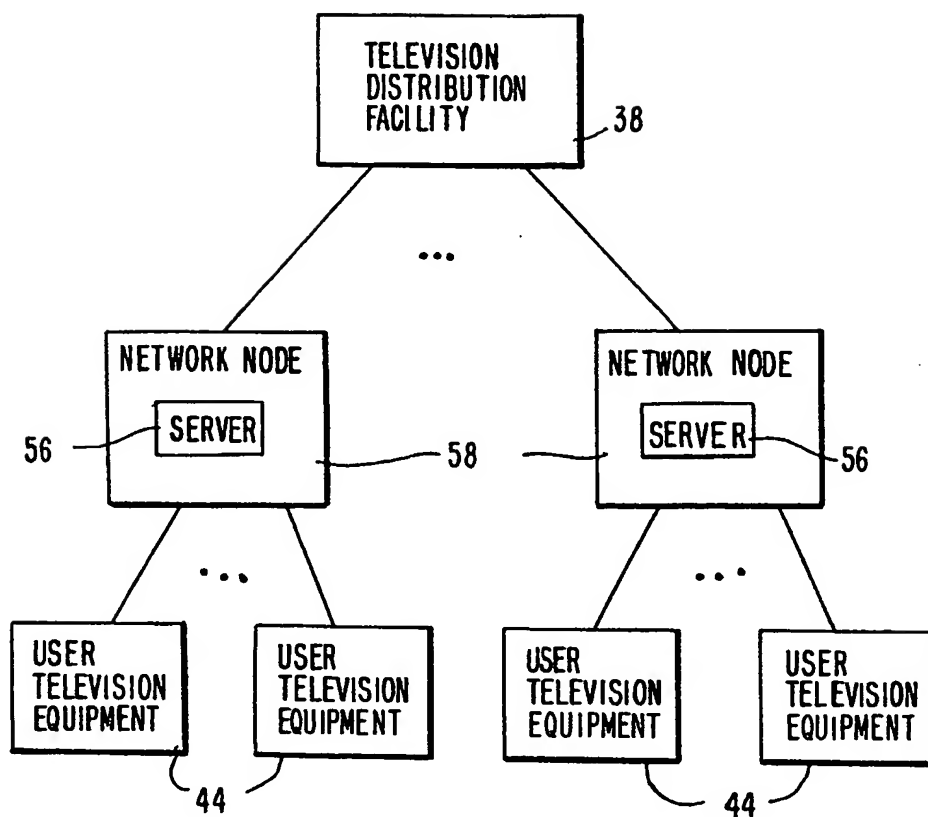 TELEVISION
DISTRIBUTION
FACILITY
38
...
NETWORK NODE
SERVER
56
58
NETWORK NODE
SERVER
56
...
...
USER
TELEVISION
EQUIPMENT
USER
TELEVISION
EQUIPMENT
44
USER
TELEVISION
EQUIPMENT
USER
TELEVISION
EQUIPMENT
44